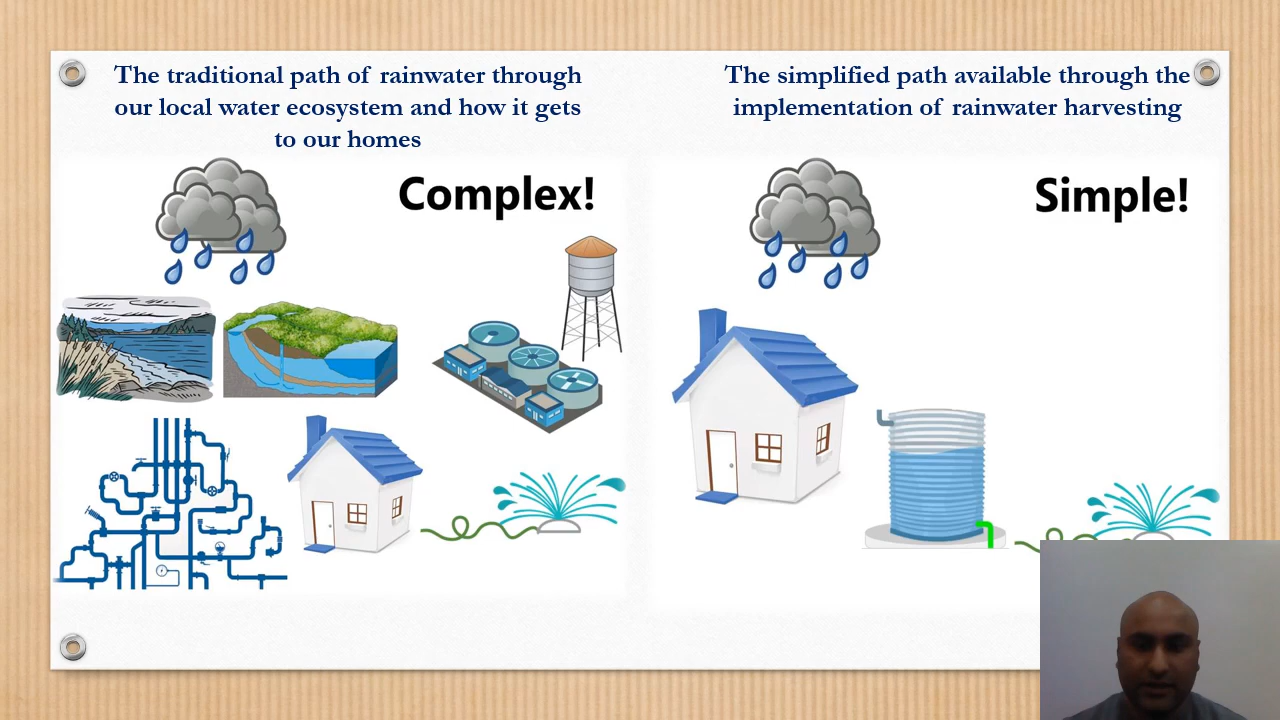 The traditional path of rainwater through
our local water ecosystem and how it gets
to our homes
Complex!
The simplified path available through the
implementation of rainwater harvesting
Simple!